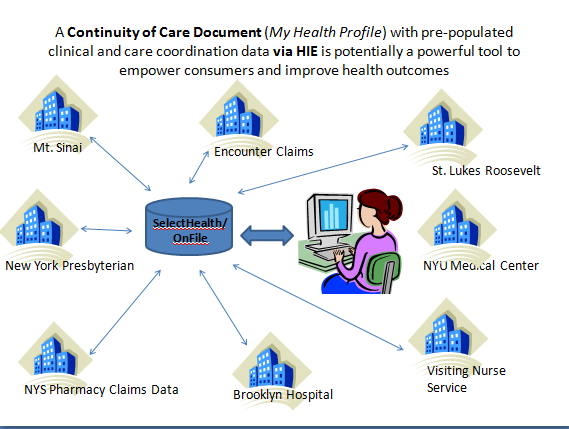 A Continuity of Care Document (My Health Profile) with pre-populated
clinical and care coordination data via HIE is potentially a powerful tool to
empower consumers and improve health outcomes
Mt. Sinai
Encounter Claims
St. Lukes Roosevelt
SelectHealth/
OnFile
New York Presbyterian
NYU Medical Center
NYS Pharmacy Claims Data
Brooklyn Hospital
Visiting Nurse
Service